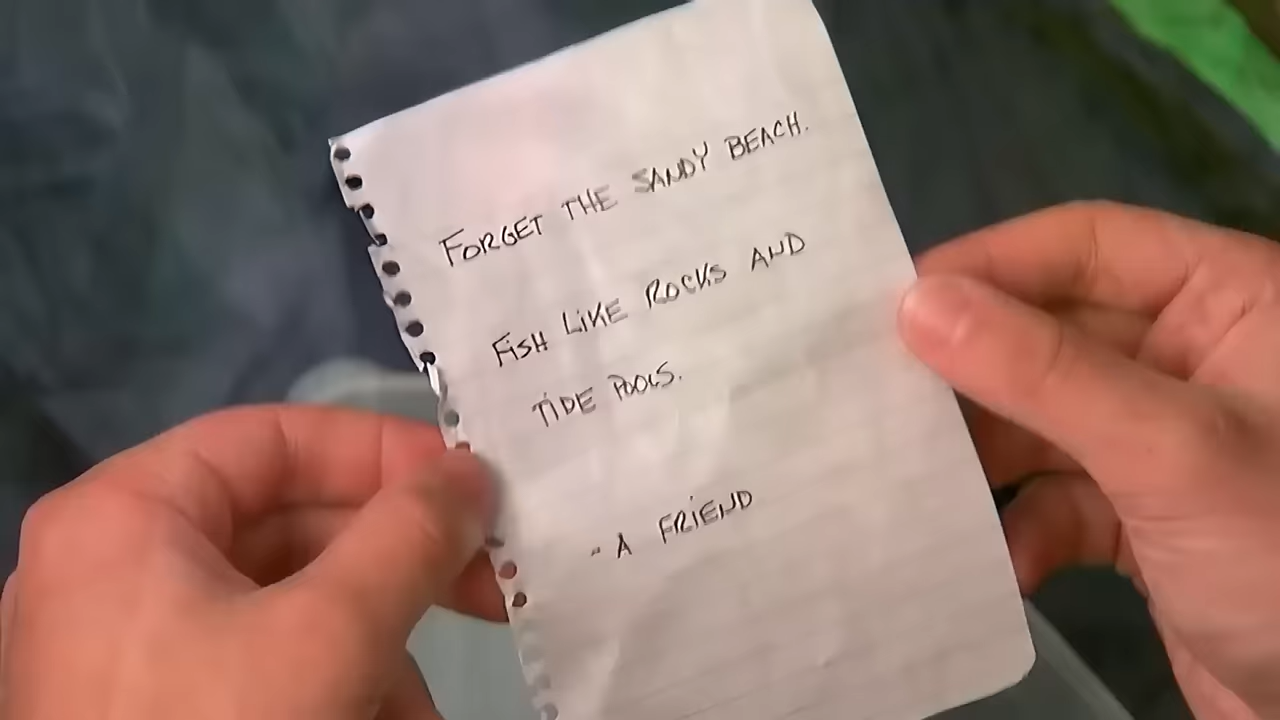 FORGET THE SANDY BEACH.
FiSH LiKE ROCKS AND
TiDE POOLS.
- A FRiEND